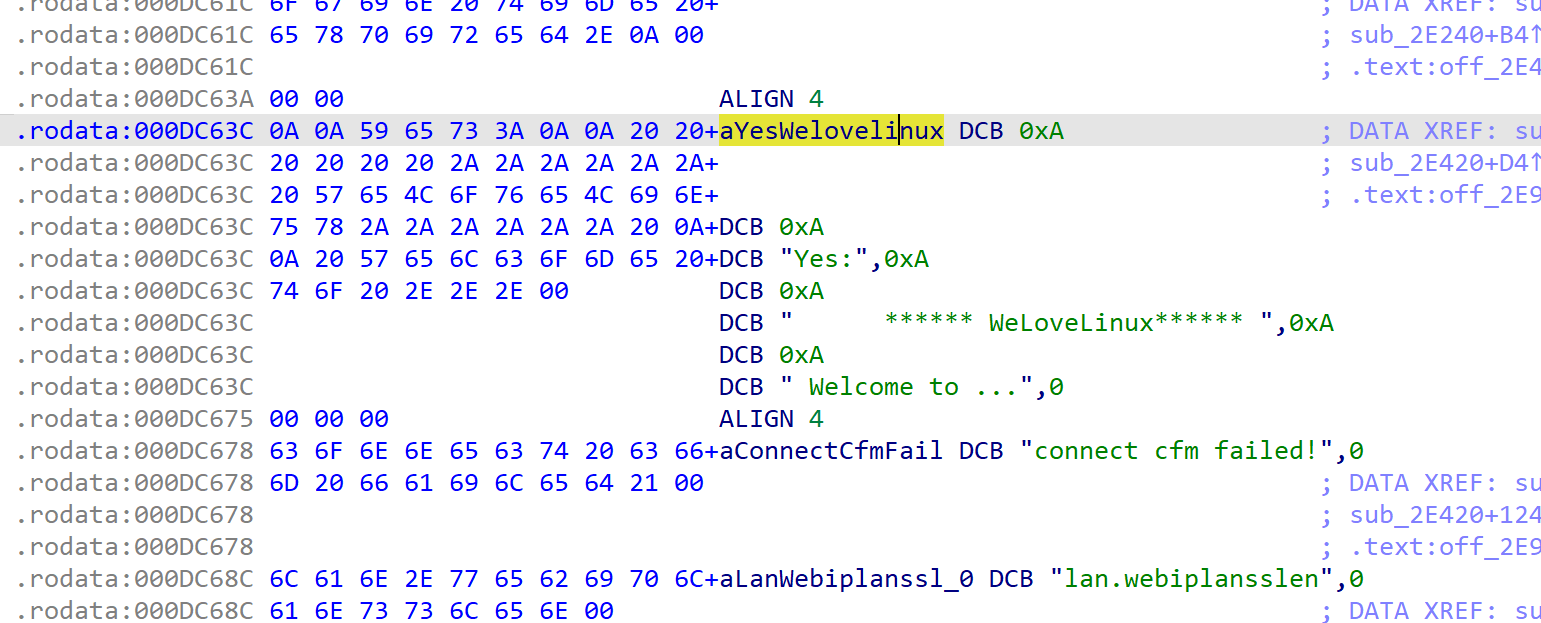 .rodata:000DC61C 6F 67 69 6E 20 74 69 6D 65 20+ ; DATA XREF: su
.rodata:000DC61C 65 78 70 69 72 65 64 2E 0A 00 ; sub_2E240+B4↑
.rodata:000DC61C ; .text:off_2E4
.rodata:000DC63A 00 00 ALIGN 4
.rodata:000DC63C 0A 0A 59 65 73 3A 0A 0A 20 20+aYesWelovelinux DCB 0xA ; DATA XREF: su
.rodata:000DC63C 20 20 20 20 2A 2A 2A 2A 2A 2A+ ; sub_2E420+D4↑
.rodata:000DC63C 20 57 65 4C 6F 76 65 4C 69 6E+ ; .text:off_2E9
.rodata:000DC63C 75 78 2A 2A 2A 2A 2A 2A 20 0A+DCB 0xA
.rodata:000DC63C 0A 20 57 65 6C 63 6F 6D 65 20+DCB "Yes:",0xA
.rodata:000DC63C 74 6F 20 2E 2E 2E 00 DCB 0xA
.rodata:000DC63C DCB "      ****** WeLoveLinux****** ",0xA
.rodata:000DC63C DCB 0xA
.rodata:000DC63C DCB " Welcome to ...",0
.rodata:000DC675 00 00 00 ALIGN 4
.rodata:000DC678 63 6F 6E 6E 65 63 74 20 63 66+aConnectCfmFail DCB "connect cfm failed!",0
.rodata:000DC678 6D 20 66 61 69 6C 65 64 21 00 ; DATA XREF: su
.rodata:000DC678 ; sub_2E420+124
.rodata:000DC678 ; .text:off_2E9
.rodata:000DC68C 6C 61 6E 2E 77 65 62 69 70 6C+aLanWebiplanssl_0 DCB "lan.webiplansslen",0
.rodata:000DC68C 61 6E 73 73 6C 65 6E 00 ; DATA XREF: su